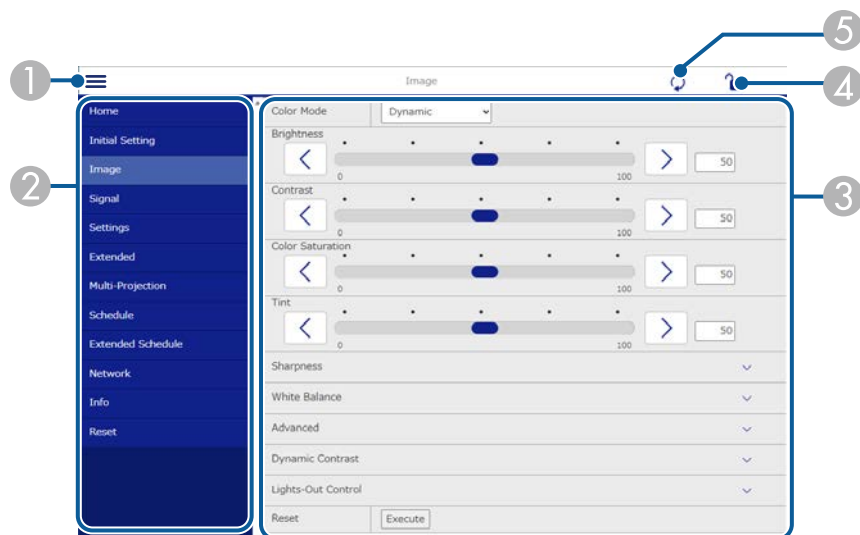 5
1
Image
4
Home
Color Mode
Dynamic
Initial Setting
Brightness
0
100
50
Image
2
3
Signal
Contrast
0
100
50
Settings
Extended
Color Saturation
0
100
50
Multi-Projection
Schedule
Tint
0
100
50
Extended Schedule
Network
Sharpness
Info
White Balance
Reset
Advanced
Dynamic Contrast
Lights-Out Control
Reset
Execute